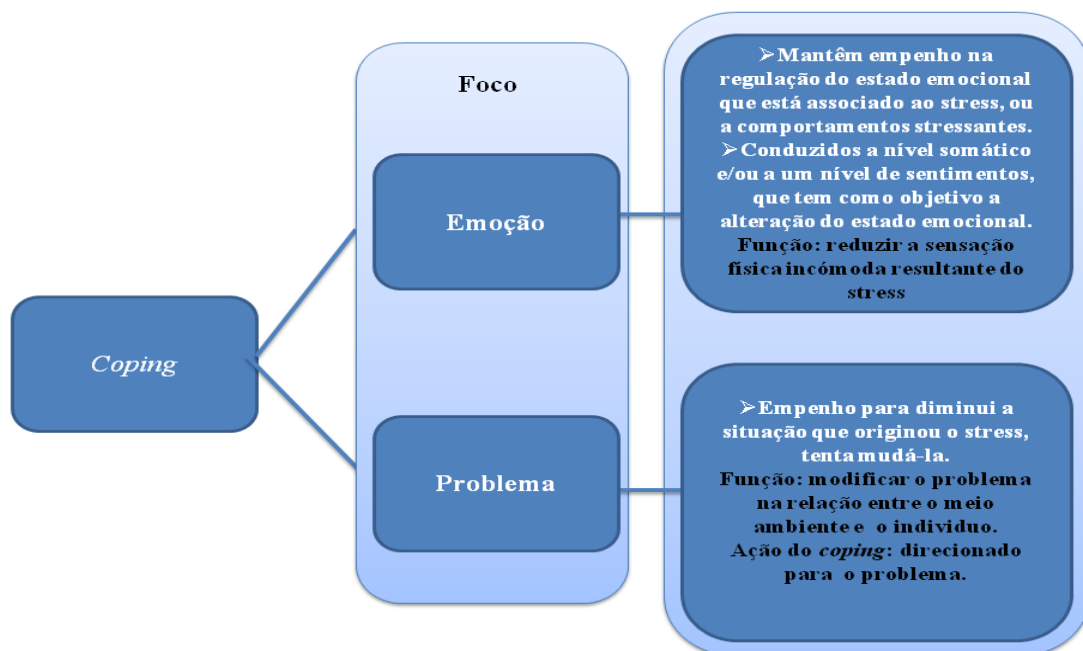 Foco
➢Mantêm empenho na
regulação do estado emocional
que está associado ao stress, ou
a comportamentos stressantes.
➢Conduzidos a nível somático
e/ou a um nível de sentimentos,
que tem como objetivo a
alteração do estado emocional.
Função: reduzir a sensação
física incómoda resultante do
stress
Emoção
Coping
Problema
➢Empenho para diminui a
situação que originou o stress,
tenta mudá-la.
Função: modificar o problema
na relação entre o meio
ambiente e o individuo.
Ação do coping: direcionado
para o problema.